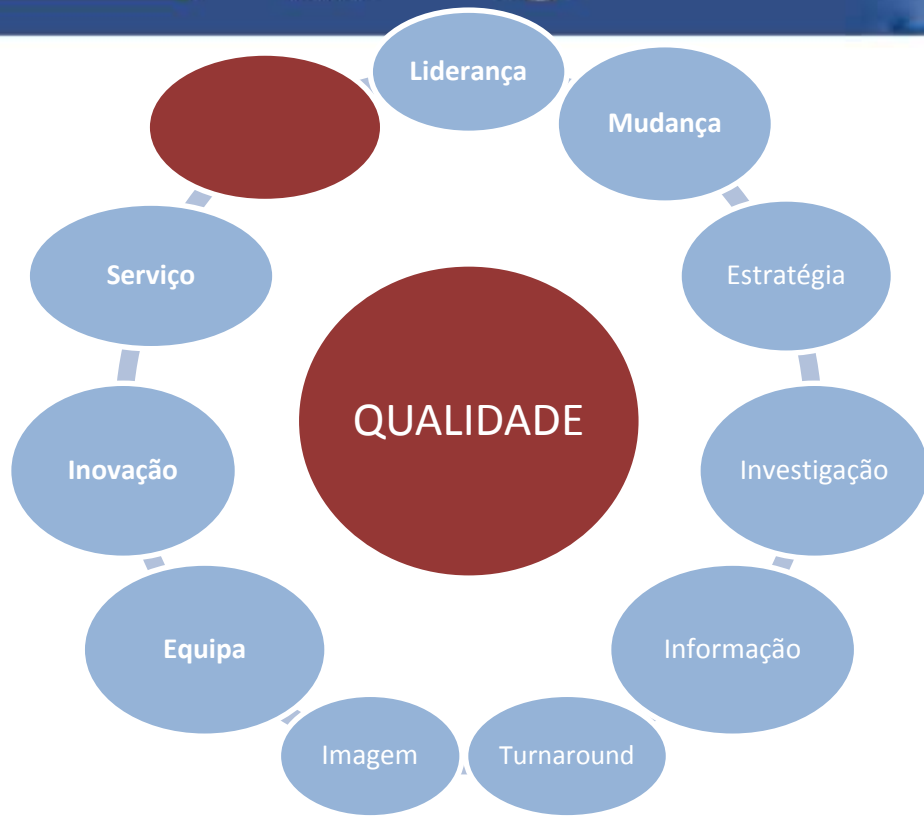 Liderança
Mudança
Estratégia
Investigação
Informação
Turnaround
Imagem
Equipa
Inovação
Serviço
QUALIDADE